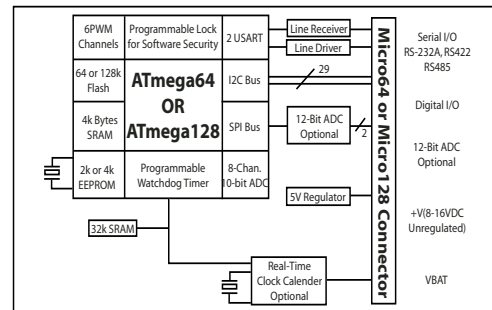 6PWM
Channels
Programmable Lock
for Software Security
2 USART
Line Receiver
Line Driver
Serial I/O
RS-232A, RS422
RS485
64 or 128k
Flash
ATmega64
OR
ATmega128
I2C Bus
29
Digital I/O
4k Bytes
SRAM
SPI Bus
12-Bit ADC
Optional
2
12-Bit ADC
Optional
2k or 4k
EEPROM
Programmable
Watchdog Timer
8-Chan.
10-bit ADC
5V Regulator
+V(8-16VDC
Unregulated)
32k SRAM
Real-Time
Clock Calender
Optional
VBAT
Micro64 or Micro128 Connector